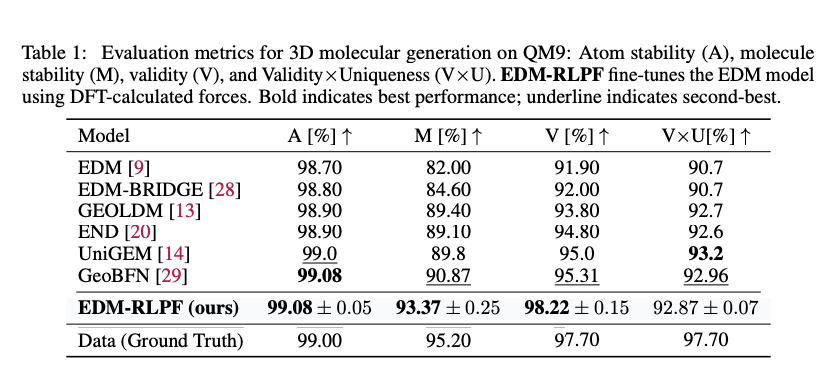 Table 1: Evaluation metrics for 3D molecular generation on QM9: Atom stability (A), molecule
stability (M), validity (V), and Validity×Uniqueness (V×U). EDM-RLPF fine-tunes the EDM model
using DFT-calculated forces. Bold indicates best performance; underline indicates second-best.
Model A [%] ↑ M [%] ↑ V [%] ↑ V×U[%] ↑
EDM [9] 98.70 82.00 91.90 90.7
EDM-BRIDGE [28] 98.80 84.60 92.00 90.7
GEOLDM [13] 98.90 89.40 93.80 92.7
END [20] 98.90 89.10 94.80 92.6
UniGEM [14] 99.0 89.8 95.0 93.2
GeoBFN [29] 99.08 90.87 95.31 92.96
EDM-RLPF (ours) 99.08 ± 0.05 93.37 ± 0.25 98.22 ± 0.15 92.87 ± 0.07
Data (Ground Truth) 99.00 95.20 97.70 97.70